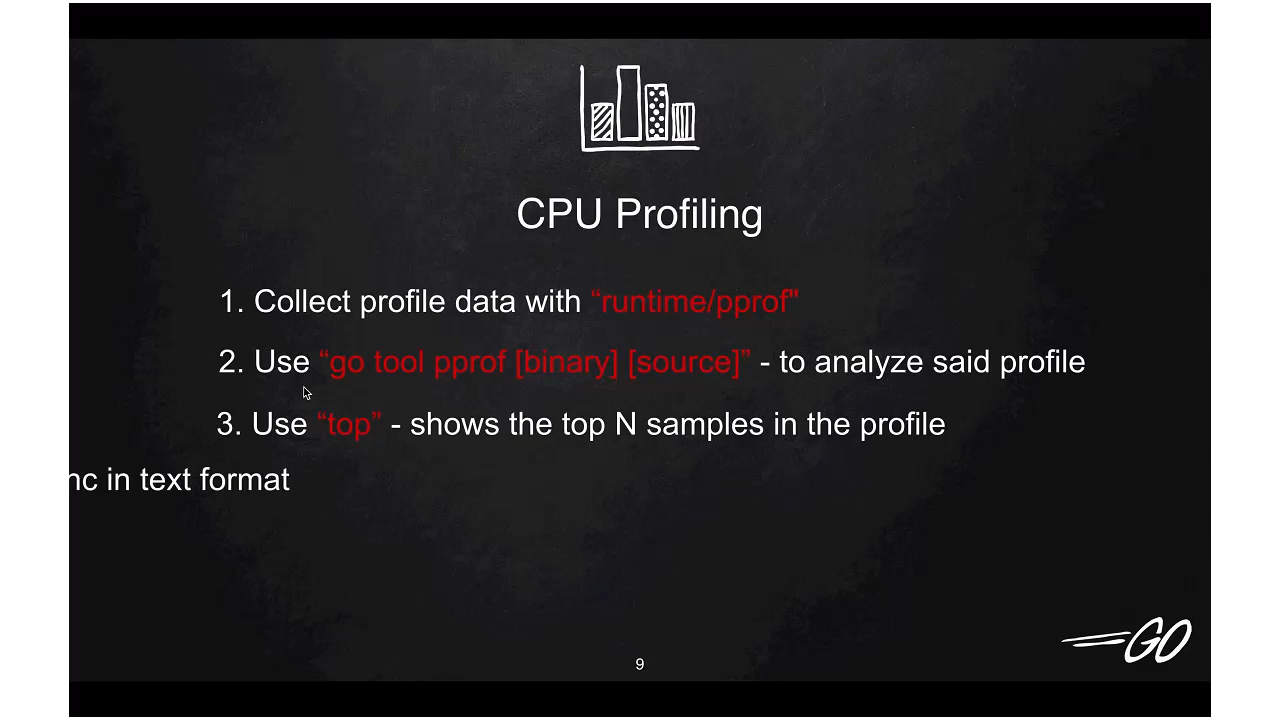 CPU Profiling
1. Collect profile data with “runtime/pprof"
2. Use “go tool pprof [binary] [source]” - to analyze said profile
3. Use “top” - shows the top N samples in the profile
nc in text format
GO
9